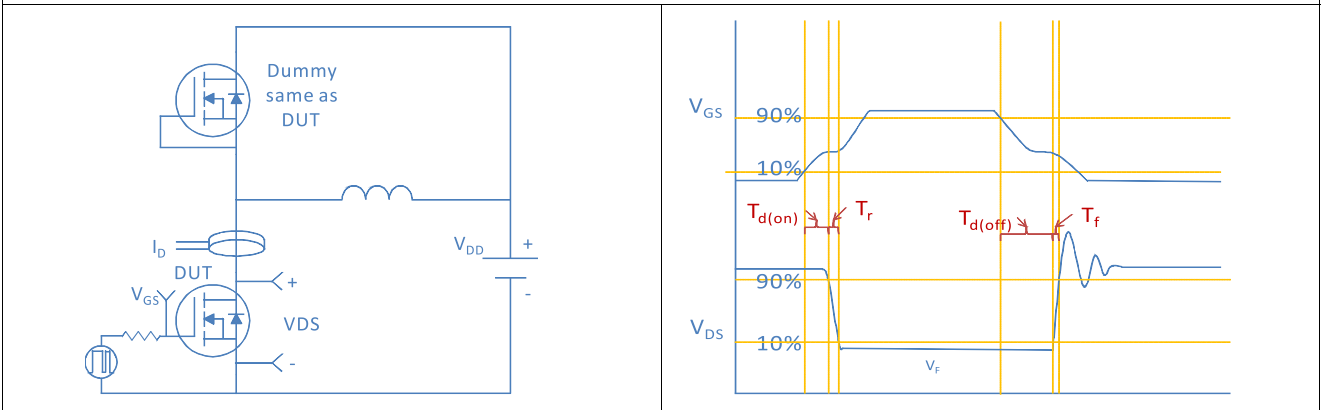 Dummy
same as
DUT
I_D
DUT
V_GS
+
VDS
-
V_DD
+
-
V_GS
90%
10%
T_d(on)
T_r
T_d(off)
T_f
90%
V_DS
10%
V_F